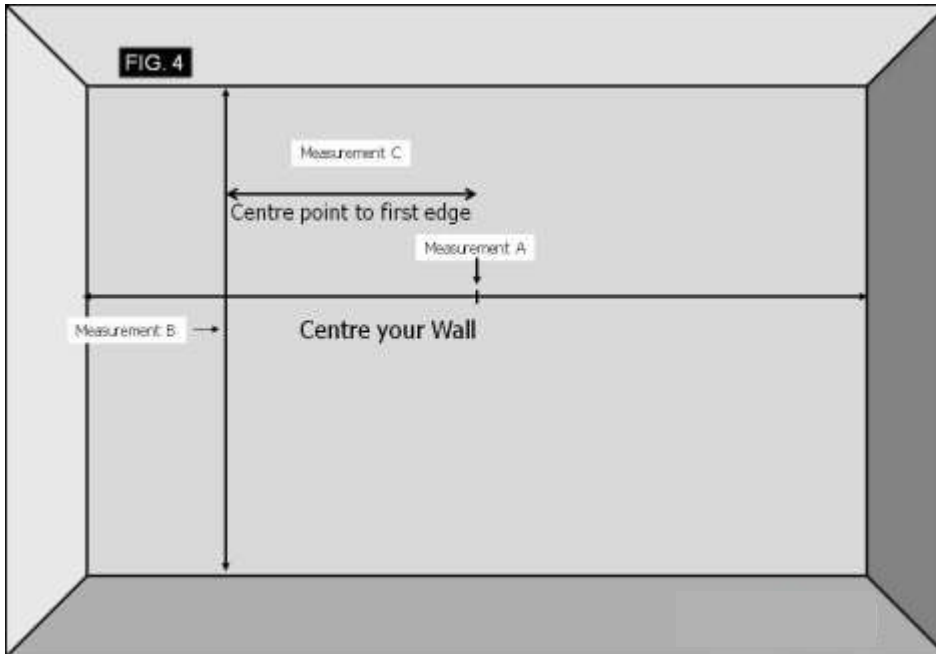 FIG. 4
Measurement C
Centre point to first edge
Measurement A
Measurement B
Centre your Wall